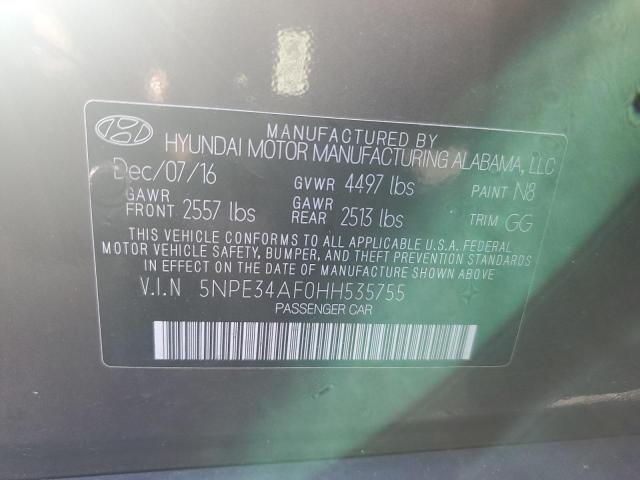 MANUFACTURED BY
HYUNDAI MOTOR MANUFACTURING ALABAMA, LLC
Dec/07/16 GVWR 4497 lbs PAINT N8
GAWR FRONT 2557 lbs GAWR REAR 2513 lbs TRIM GG
THIS VEHICLE CONFORMS TO ALL APPLICABLE U.S.A. FEDERAL
MOTOR VEHICLE SAFETY, BUMPER, AND THEFT PREVENTION STANDARDS
IN EFFECT ON THE DATE OF MANUFACTURE SHOWN ABOVE
V.I.N 5NPE34AF0HH535755
PASSENGER CAR